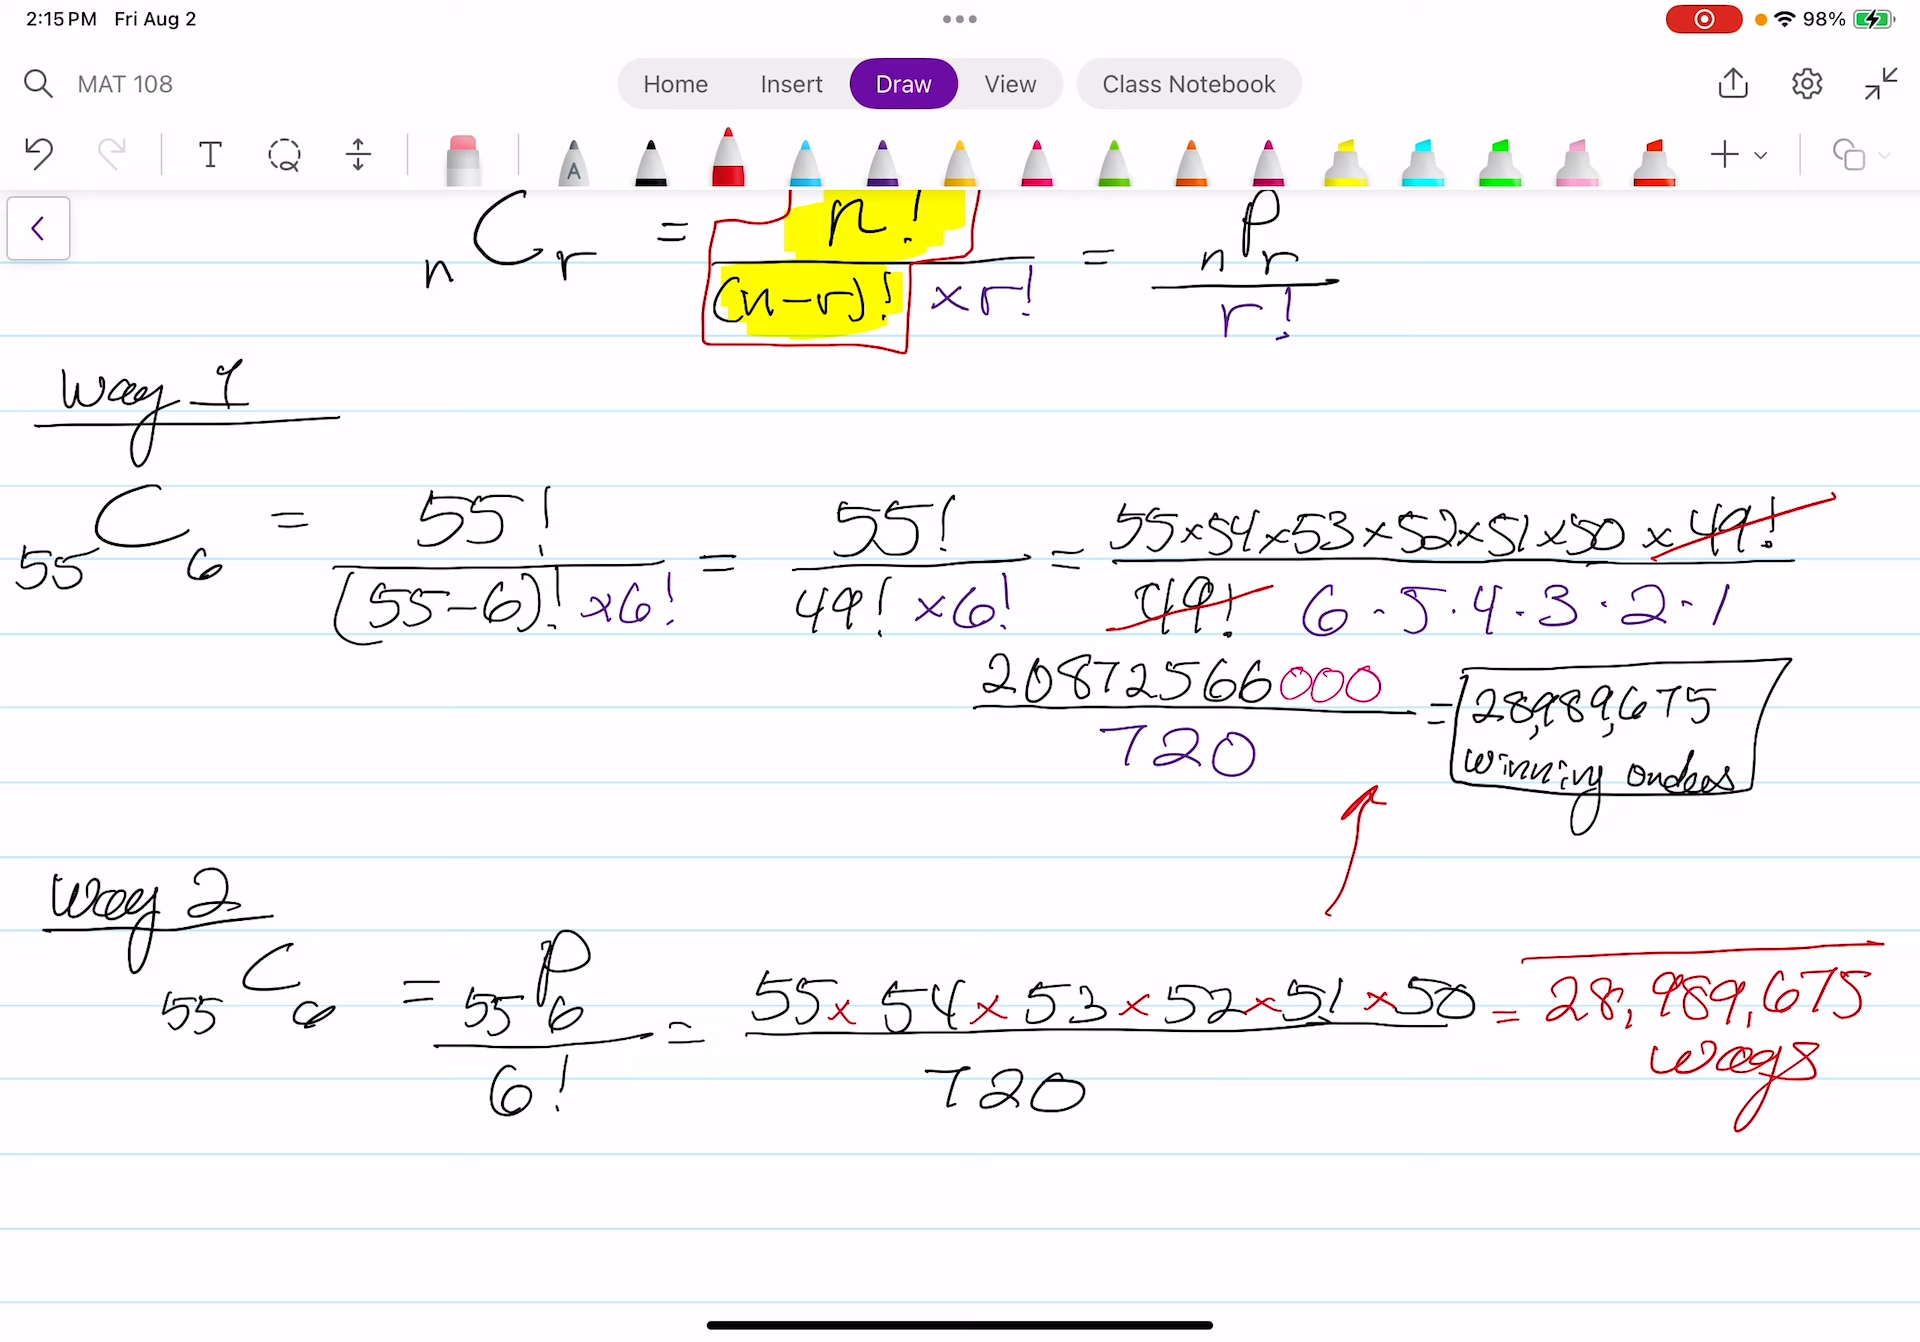 2:15 PM Fri Aug 2 98%
MAT 108 Home Insert Draw View Class Notebook
T A
nCr = n! / (n-r)! × r! = nPr / r!
Way 1
55C6 = 55! / (55-6)! × 6! = 55! / 49! × 6! = 55×54×53×52×51×50 × 49! / 49! 6·5·4·3·2·1
20872566000 / 720 = 28,989,675
winning orders
Way 2
55C6 = 55P6 / 6! = 55 × 54 × 53 × 52 × 51 × 50 / 720 = 28,989,675
ways